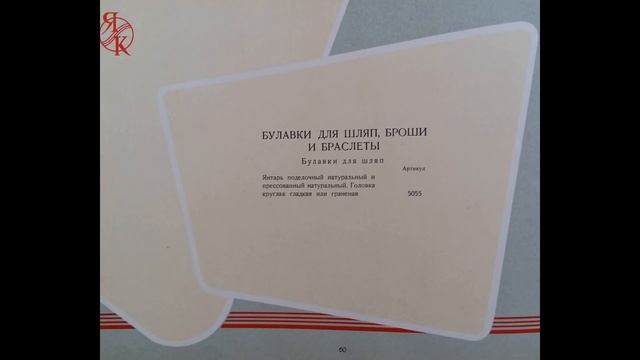 ЯК
БУЛАВКИ ДЛЯ ШЛЯП, БРОШИ
И БРАСЛЕТЫ
Булавки для шляп
Артикул
Янтарь поделочный натуральный и
прессованный натуральный. Головка
круглая гладкая или граненая 5055
60